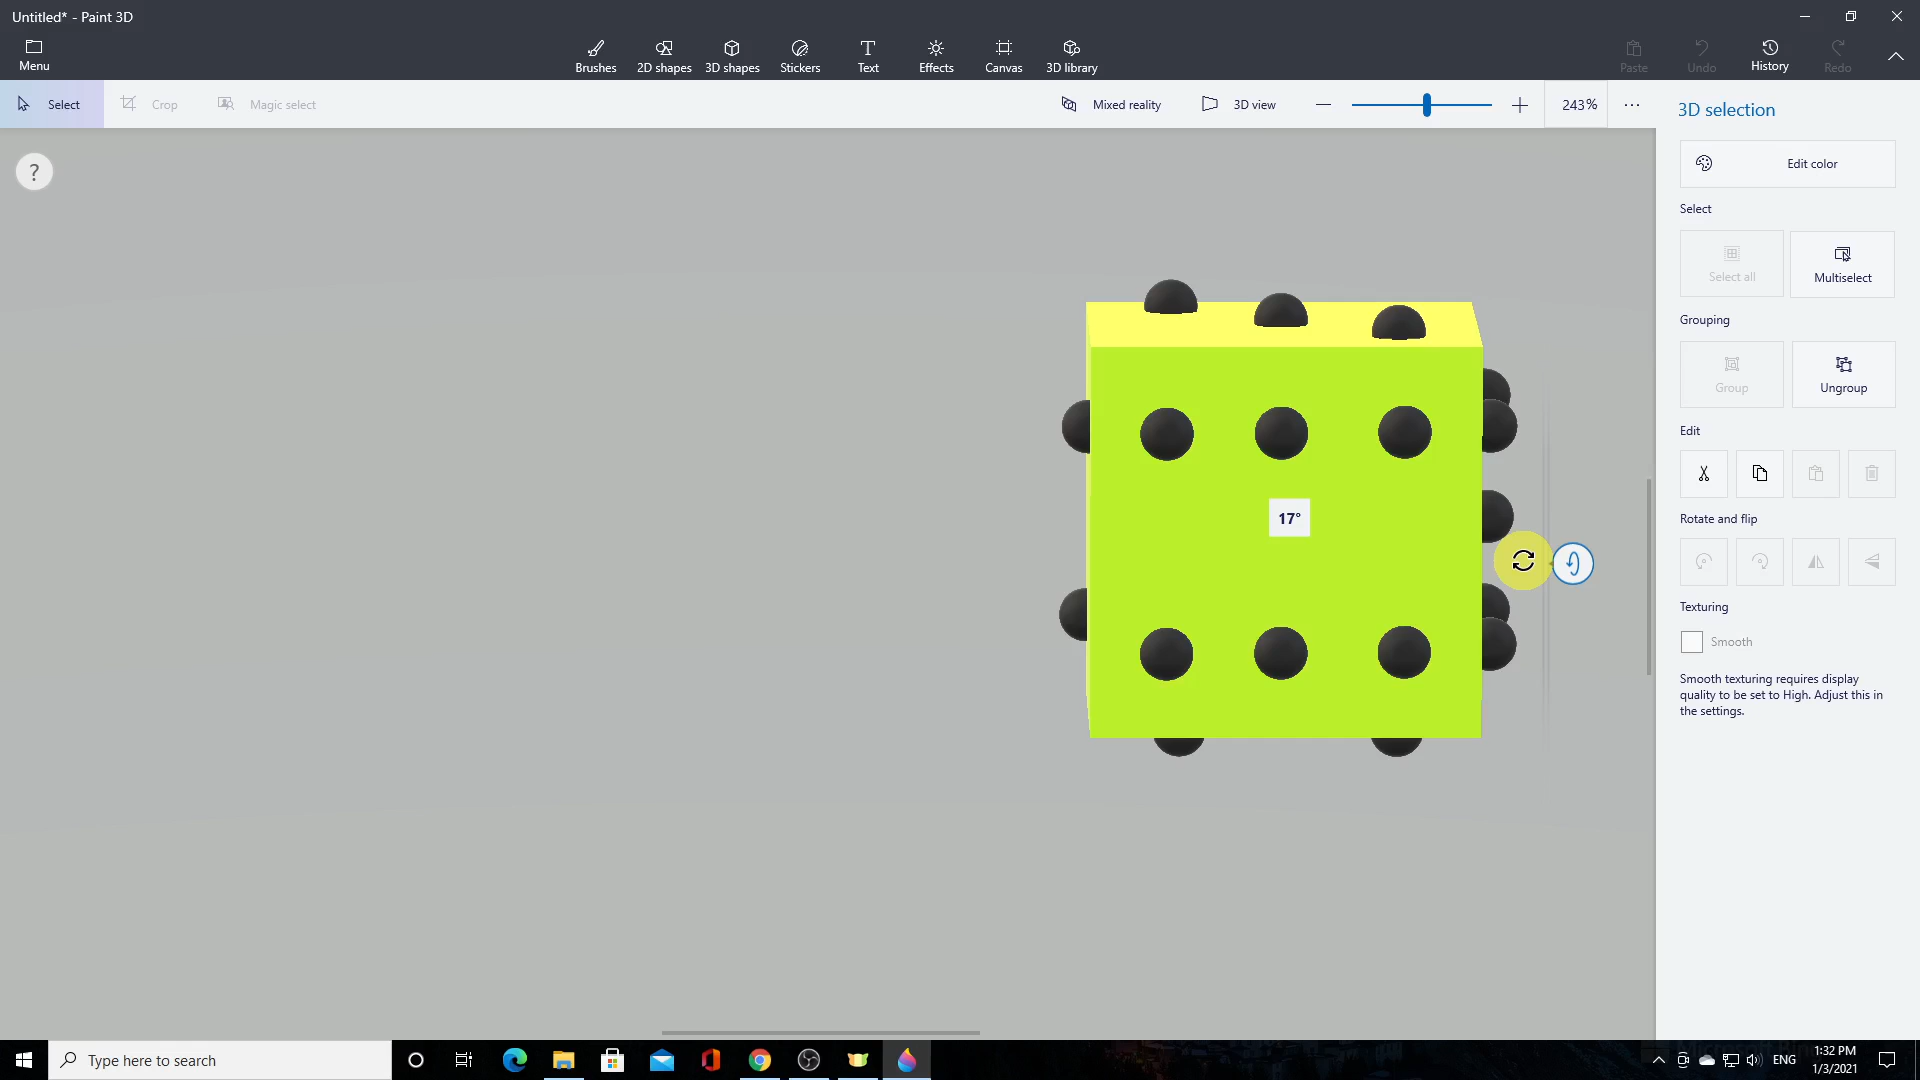 Untitled* - Paint 3D
Menu
Brushes
2D shapes
3D shapes
Stickers
Text
Effects
Canvas
3D library
Paste
Undo
History
Redo
Select
Crop
Magic select
Mixed reality
3D view
243%
3D selection
Edit color
Select
Select all
Multiselect
Grouping
Group
Ungroup
Edit
Rotate and flip
Texturing
Smooth
Smooth texturing requires display
quality to be set to High. Adjust this in
the settings.
?
17°
Type here to search
ENG
1:32 PM
1/3/2021